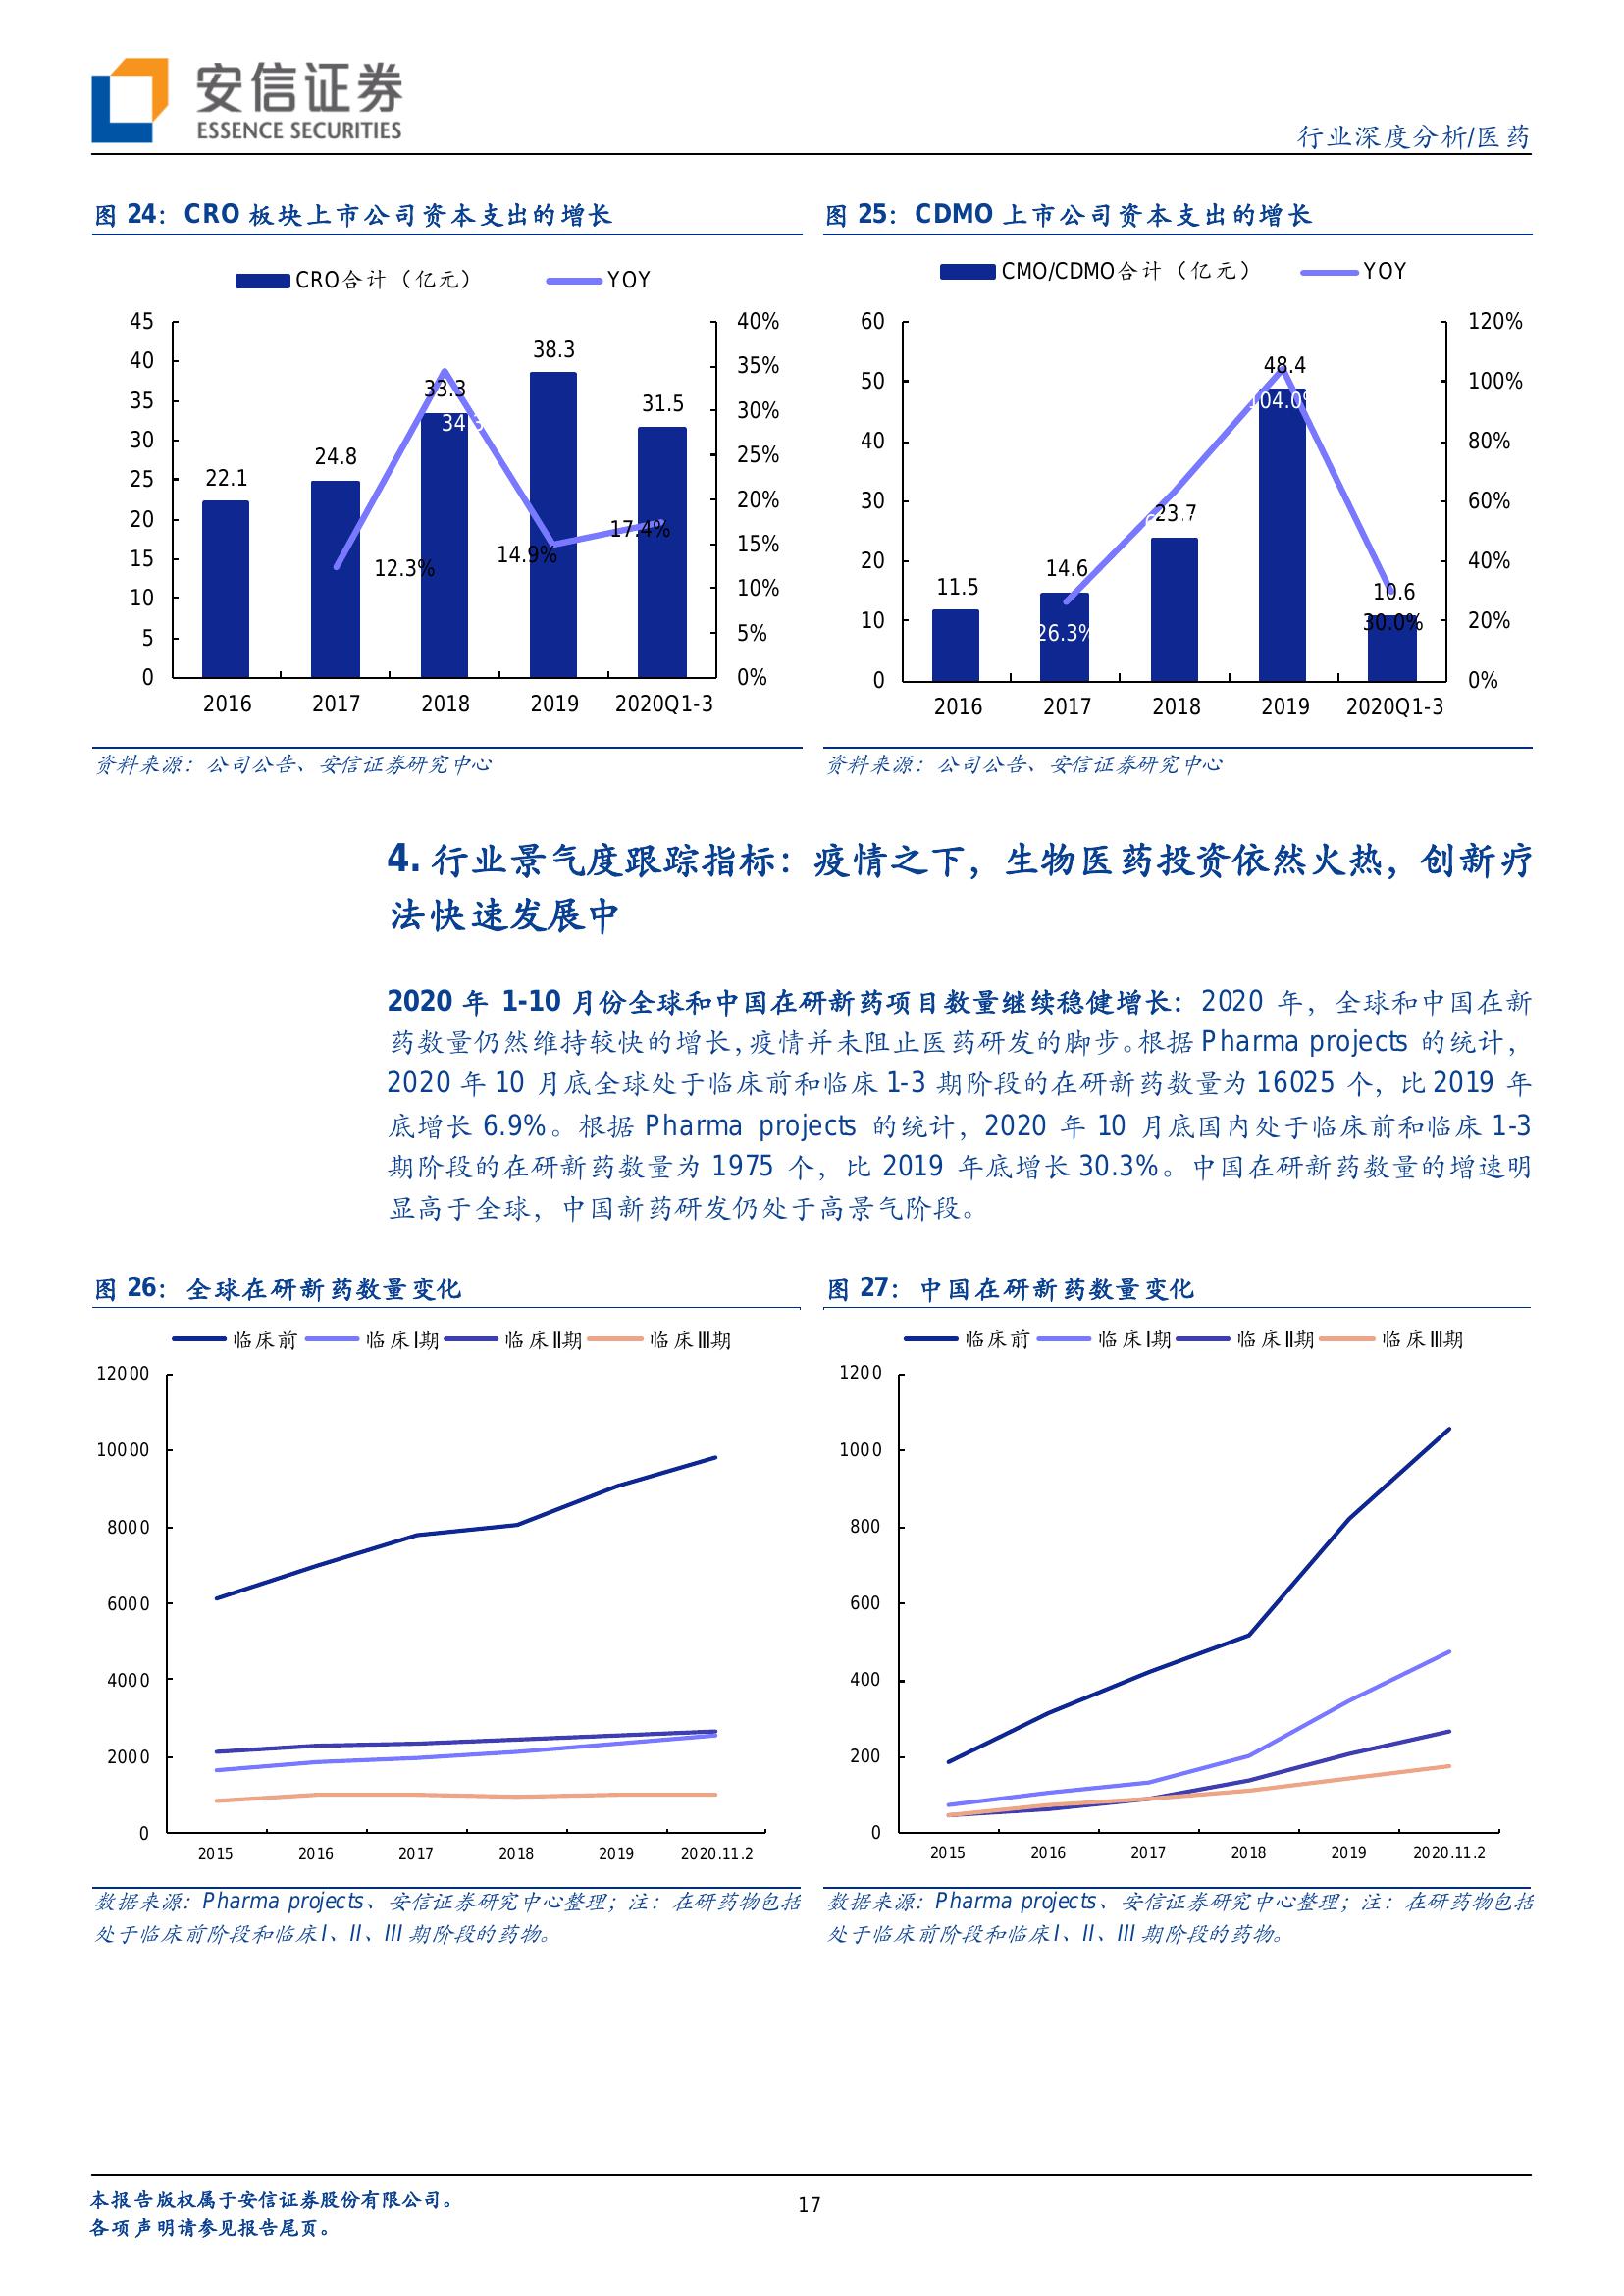 安信证券
ESSENCE SECURITIES
行业深度分析/医药
图 24：CRO 板块上市公司资本支出的增长
CRO合计（亿元） YOY
45
40
35
30
25
20
15
10
5
0
40%
35%
30%
25%
20%
15%
10%
5%
0%
22.1
24.8
33.3
38.3
31.5
12.3%
14.9%
17.4%
2016 2017 2018 2019 2020Q1-3
资料来源：公司公告、安信证券研究中心
图 25：CDMO 上市公司资本支出的增长
CMO/CDMO合计（亿元） YOY
60
50
40
30
20
10
0
120%
100%
80%
60%
40%
20%
0%
11.5
14.6
23.7
48.4
10.6
26.3%
104.0%
30.0%
2016 2017 2018 2019 2020Q1-3
资料来源：公司公告、安信证券研究中心
4. 行业景气度跟踪指标：疫情之下，生物医药投资依然火热，创新疗
法快速发展中
2020 年 1-10 月份全球和中国在研新药项目数量继续稳健增长：2020 年，全球和中国在新
药数量仍然维持较快的增长，疫情并未阻止医药研发的脚步。根据 Pharma projects 的统计，
2020 年 10 月底全球处于临床前和临床 1-3 期阶段的在研新药数量为 16025 个，比 2019 年
底增长 6.9%。根据 Pharma projects 的统计，2020 年 10 月底国内处于临床前和临床 1-3
期阶段的在研新药数量为 1975 个，比 2019 年底增长 30.3%。中国在研新药数量的增速明
显高于全球，中国新药研发仍处于高景气阶段。
图 26：全球在研新药数量变化
临床前 临床Ⅰ期 临床Ⅱ期 临床Ⅲ期
12000
10000
8000
6000
4000
2000
0
2015 2016 2017 2018 2019 2020.11.2
数据来源：Pharma projects、安信证券研究中心整理；注：在研药物包括
处于临床前阶段和临床 I、II、III 期阶段的药物。
图 27：中国在研新药数量变化
临床前 临床Ⅰ期 临床Ⅱ期 临床Ⅲ期
1200
1000
800
600
400
200
0
2015 2016 2017 2018 2019 2020.11.2
数据来源：Pharma projects、安信证券研究中心整理；注：在研药物包括
处于临床前阶段和临床 I、II、III 期阶段的药物。
本报告版权属于安信证券股份有限公司。
各项声明请参见报告尾页。
17